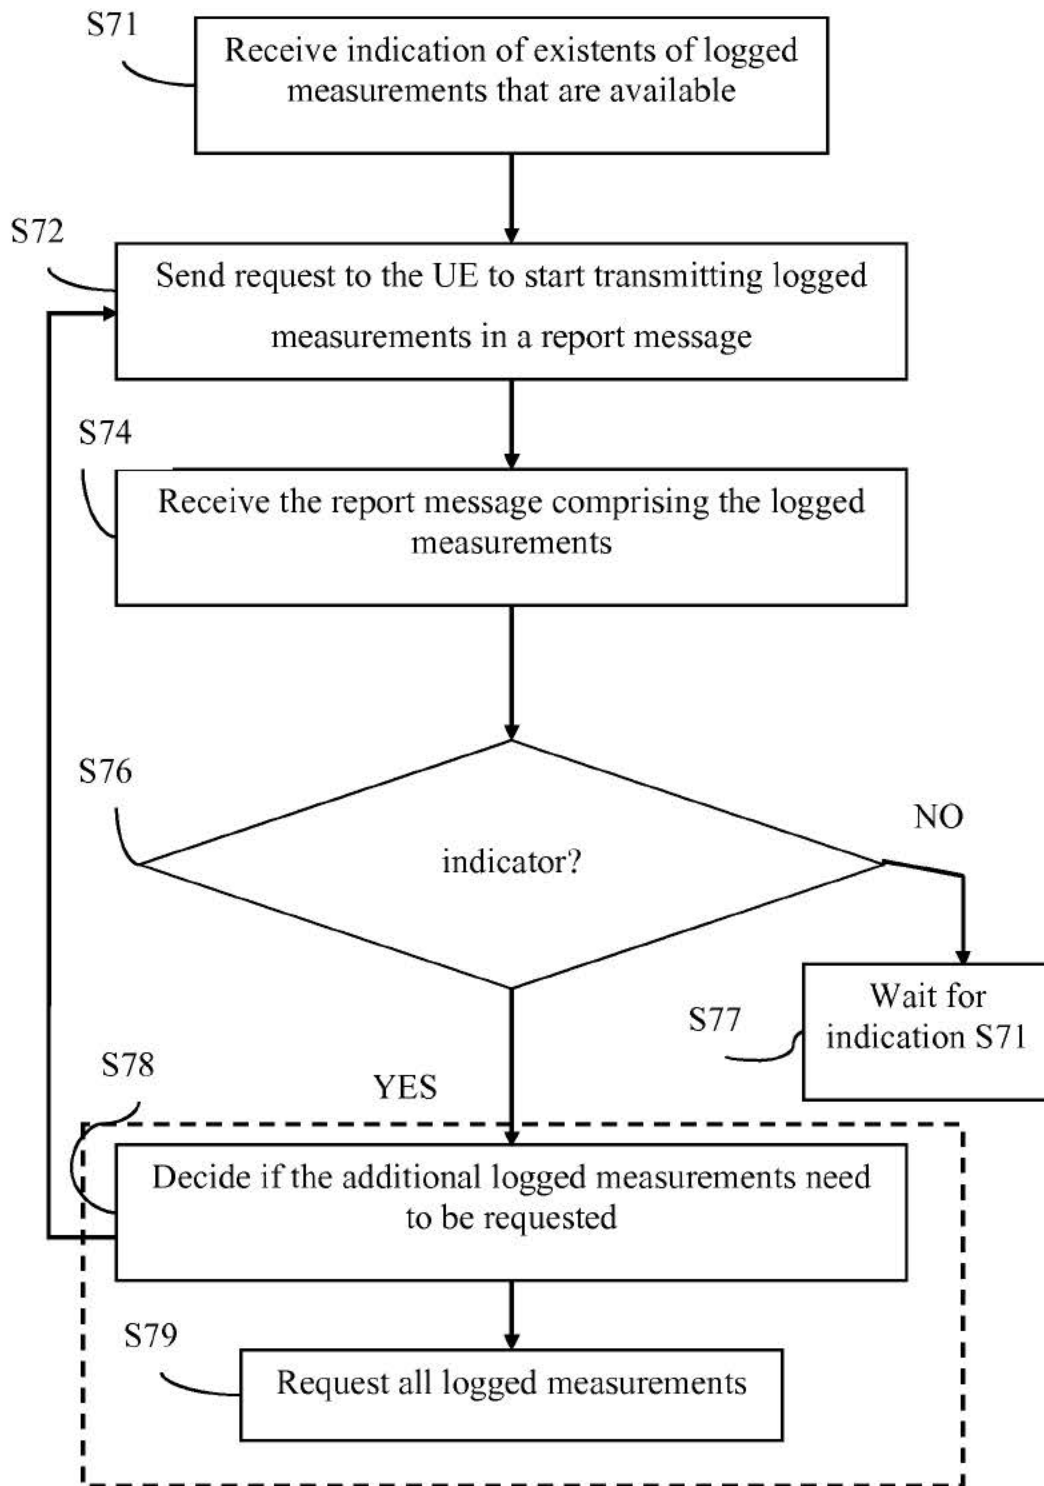 S71
Receive indication of existents of logged
measurements that are available
S72
Send request to the UE to start transmitting logged
measurements in a report message
S74
Receive the report message comprising the logged
measurements
S76
indicator?
NO
Wait for
indication S71
S77
YES
S78
Decide if the additional logged measurements need
to be requested
S79
Request all logged measurements